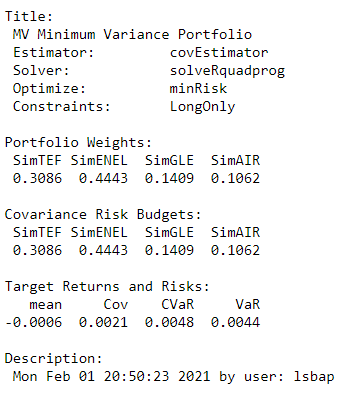 Title:
MV Minimum Variance Portfolio
Estimator: covEstimator
Solver: solveRquadprog
Optimize: minRisk
Constraints: LongOnly
Portfolio Weights:
SimTEF SimENEL SimGLE SimAIR
0.3086 0.4443 0.1409 0.1062
Covariance Risk Budgets:
SimTEF SimENEL SimGLE SimAIR
0.3086 0.4443 0.1409 0.1062
Target Returns and Risks:
mean Cov CVaR VaR
-0.0006 0.0021 0.0048 0.0044
Description:
Mon Feb 01 20:50:23 2021 by user: lsbap